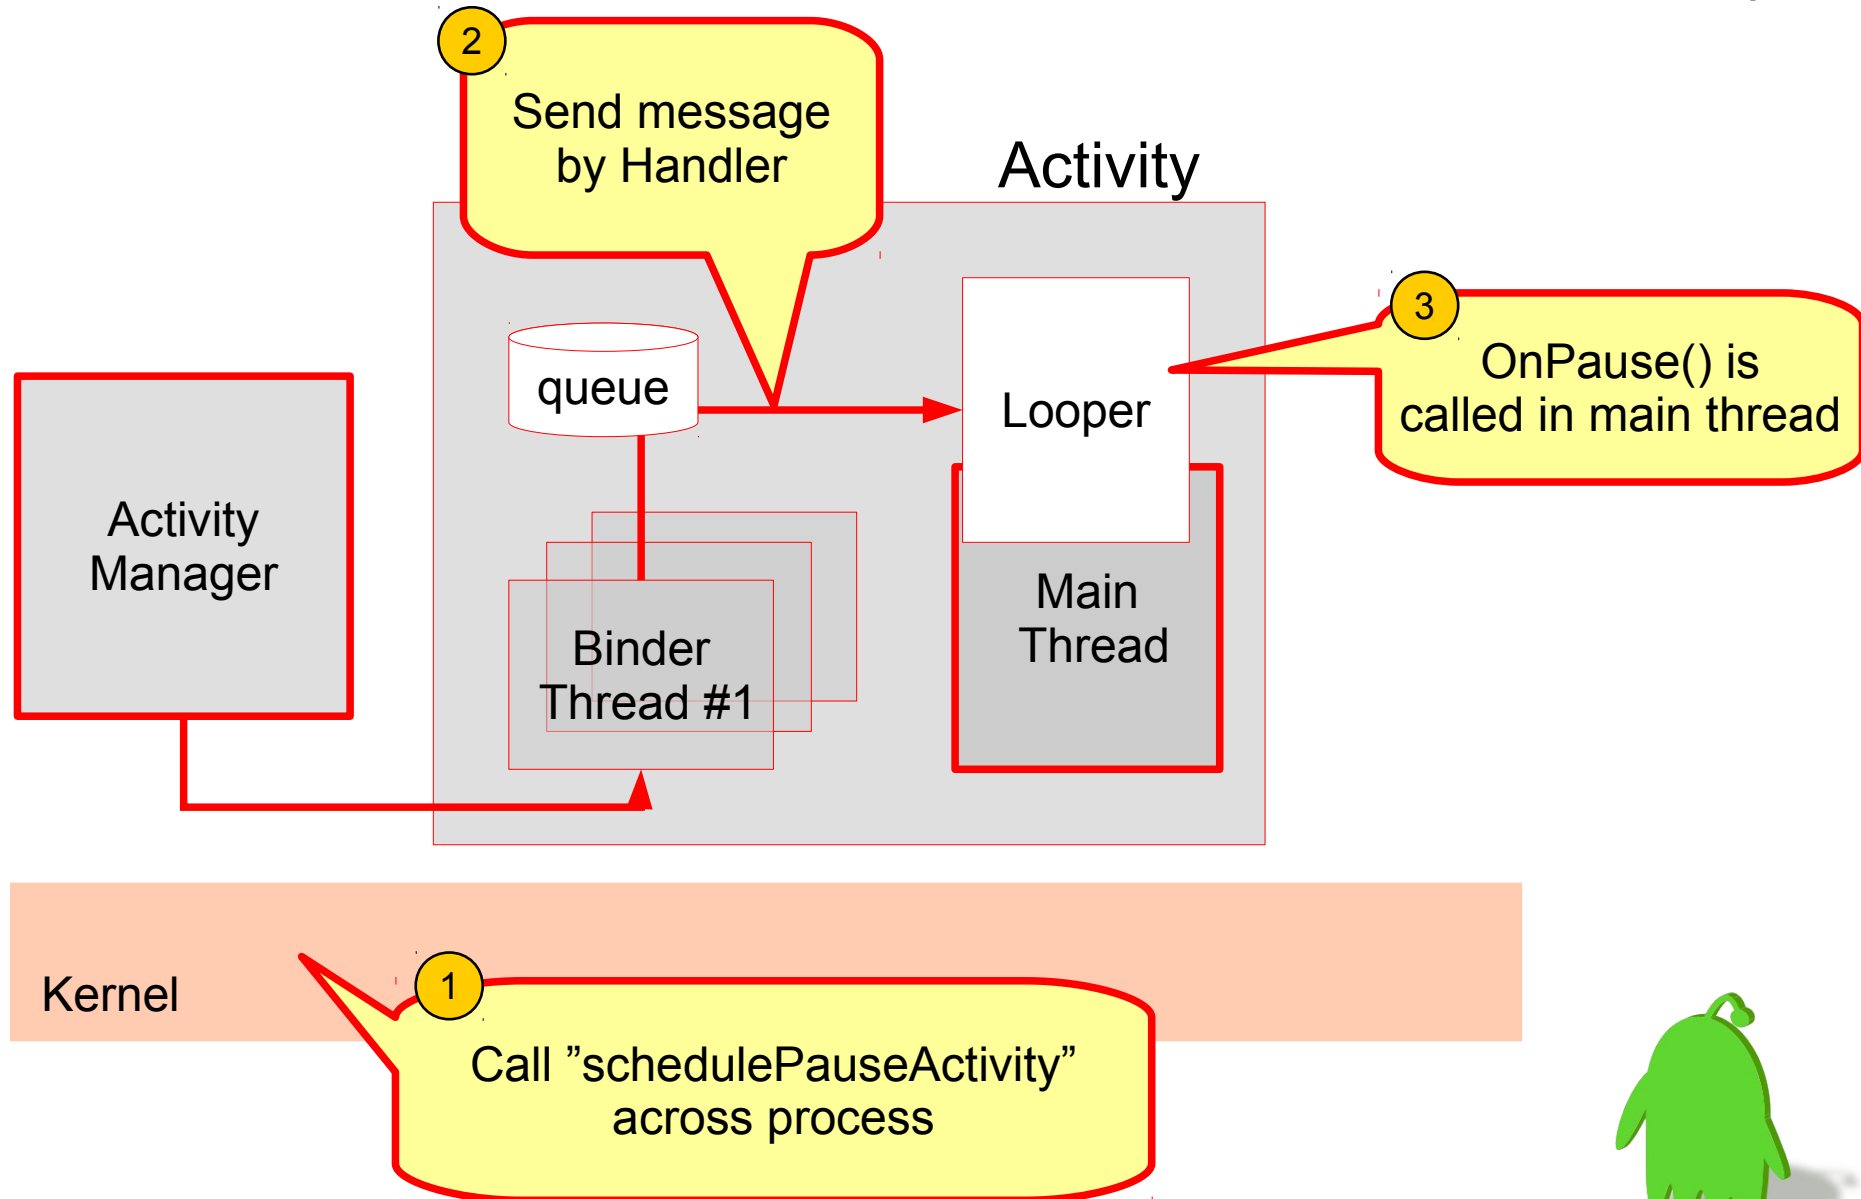 2
Send message
by Handler
Activity
3
OnPause() is
called in main thread
queue
Looper
Activity
Manager
Main
Thread
Binder
Thread #1
Kernel
1
Call ”schedulePauseActivity”
across process